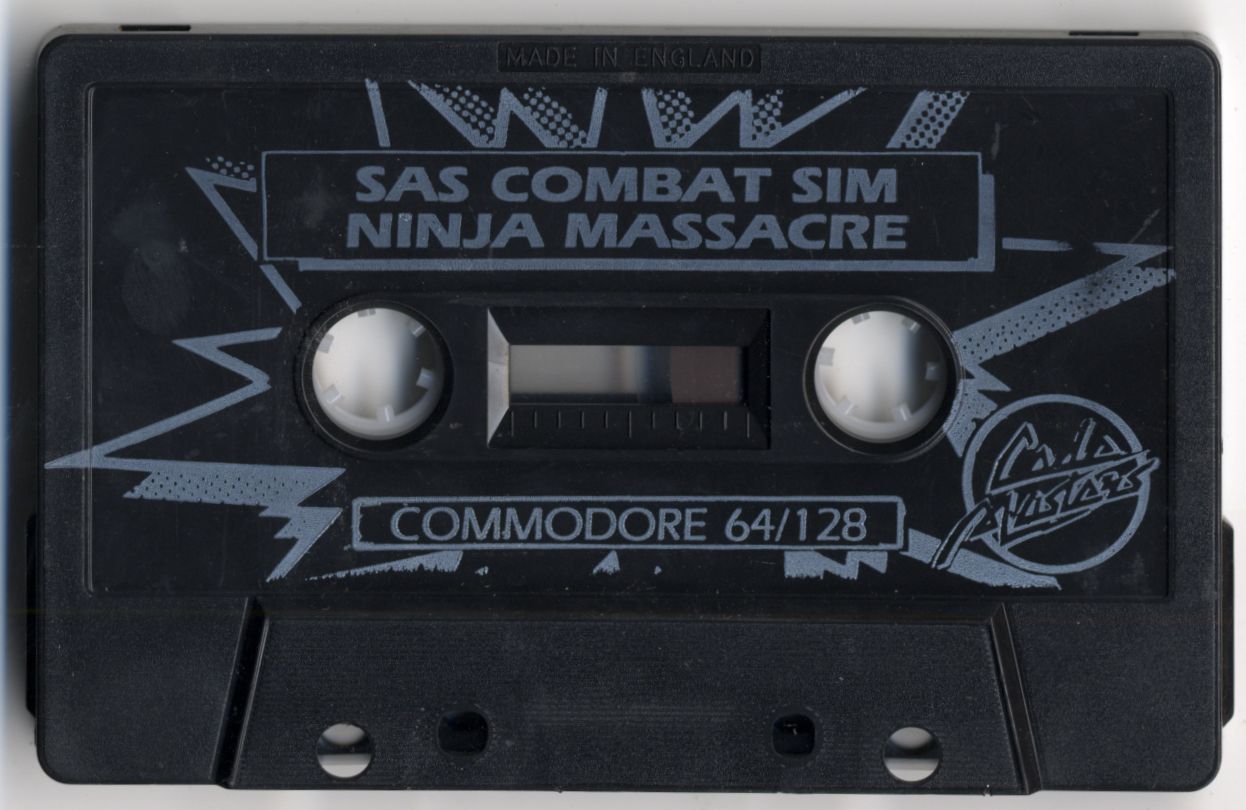 MADE IN ENGLAND
SAS COMBAT SIM
NINJA MASSACRE
Code
Masters
COMMODORE 64/128